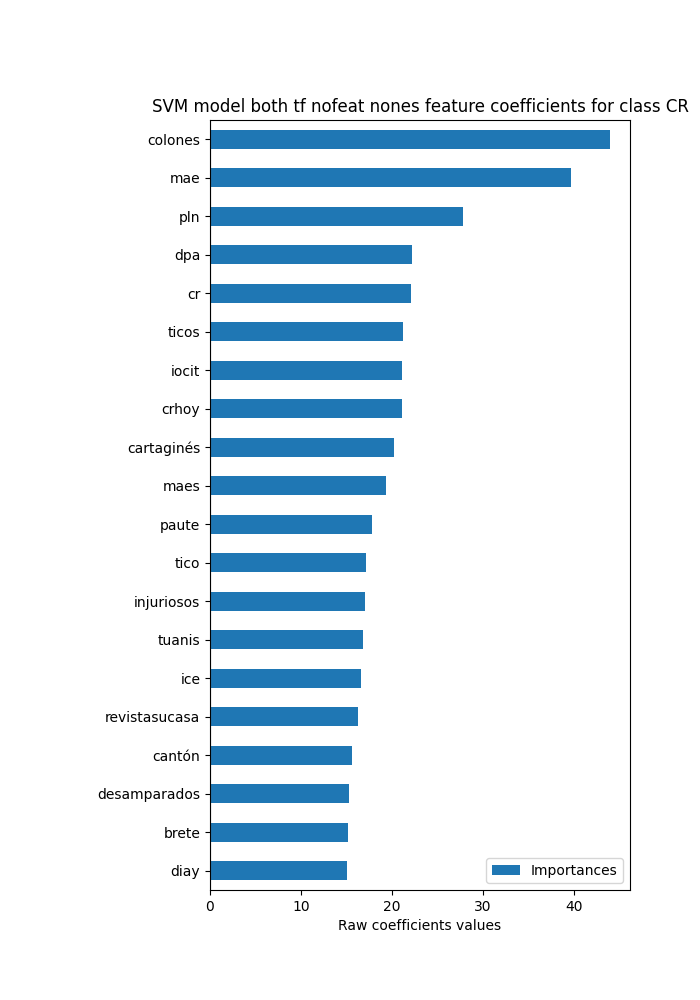 SVM model both tf nofeat nones feature coefficients for class CR
colones
mae
pln
dpa
cr
ticos
iocit
crhoy
cartaginés
maes
paute
tico
injuriosos
tuanis
ice
revistasucasa
cantón
desamparados
brete
diay
Importances
0 10 20 30 40
Raw coefficients values